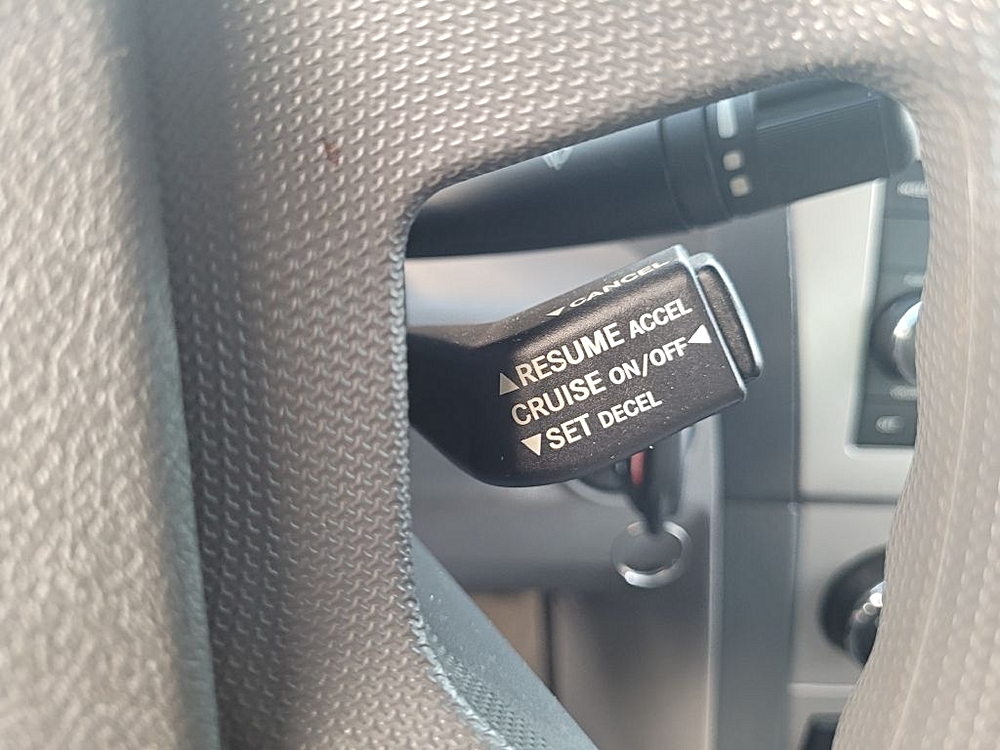 ▼CANCEL
▲RESUME ACCEL
CRUISE ON/OFF◀
▼SET DECEL